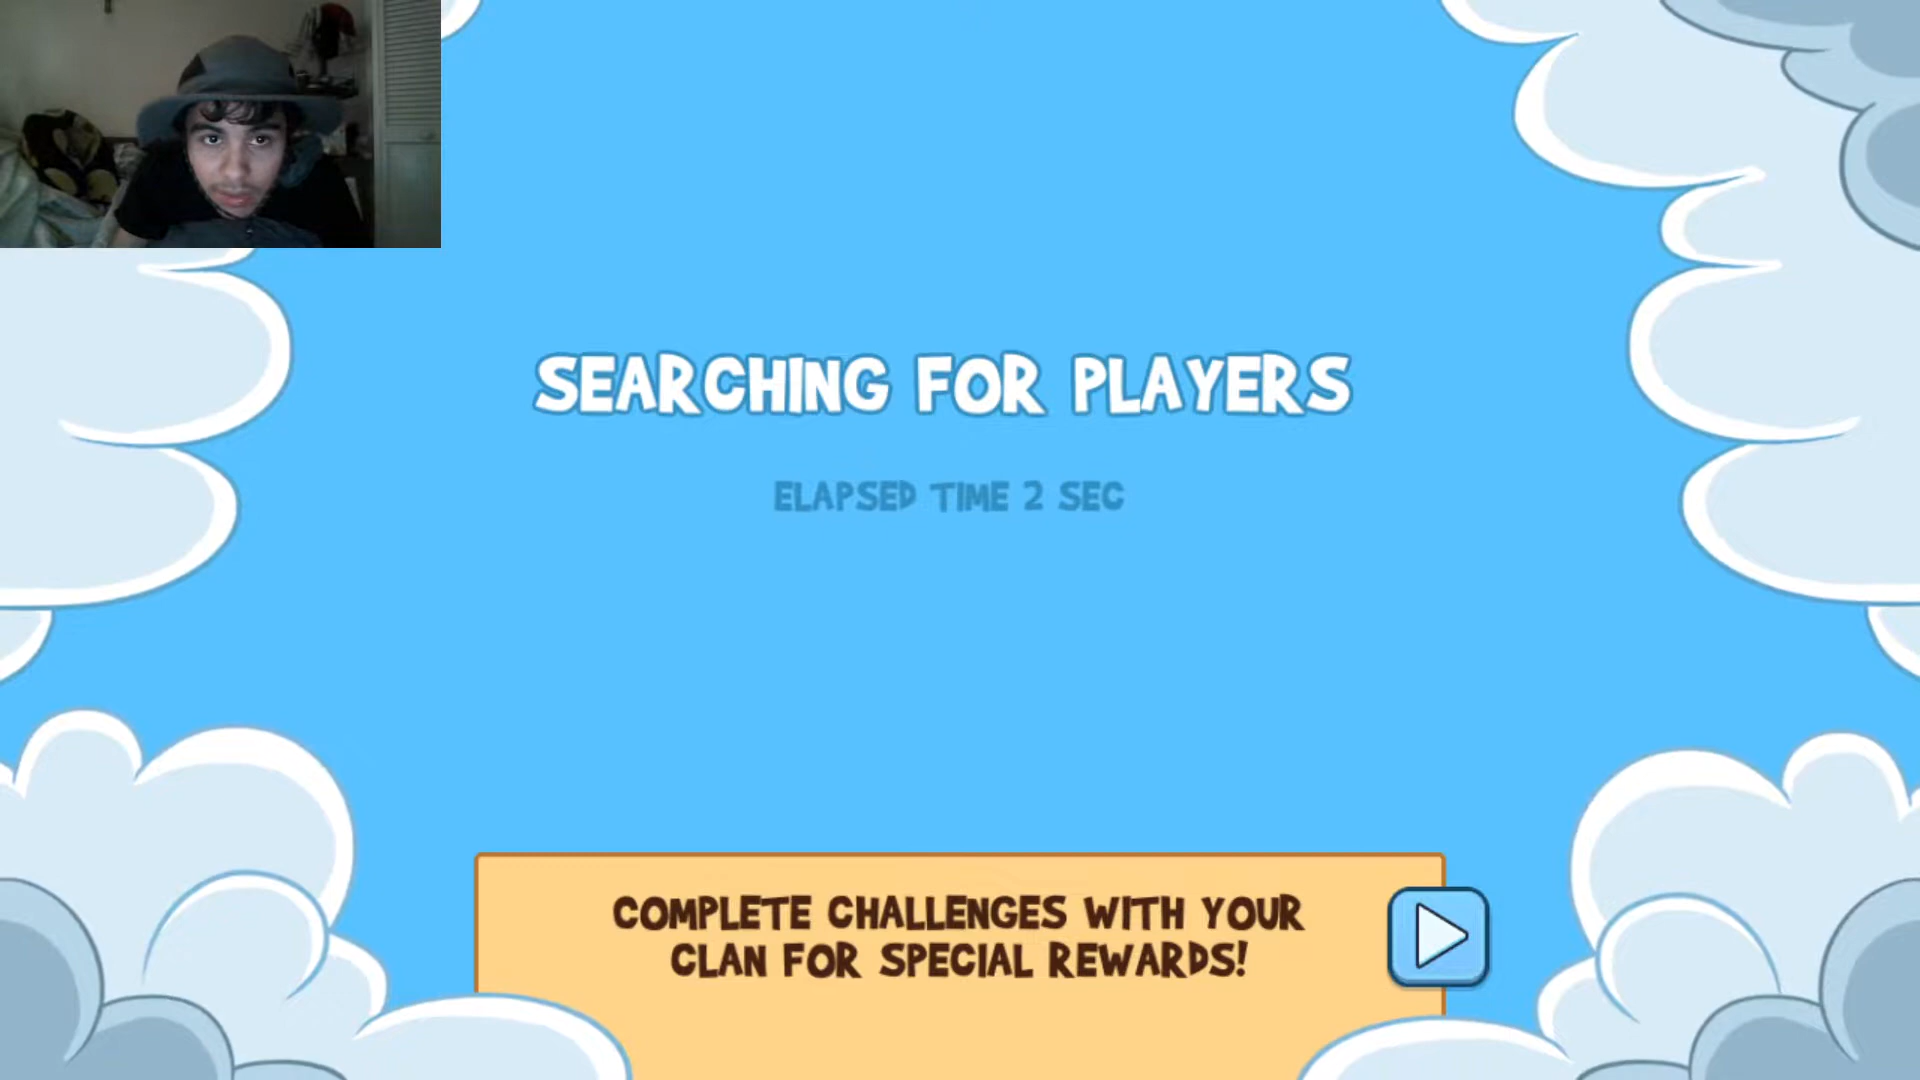 SEARCHING FOR PLAYERS
ELAPSED TIME 2 SEC
COMPLETE CHALLENGES WITH YOUR
CLAN FOR SPECIAL REWARDS!